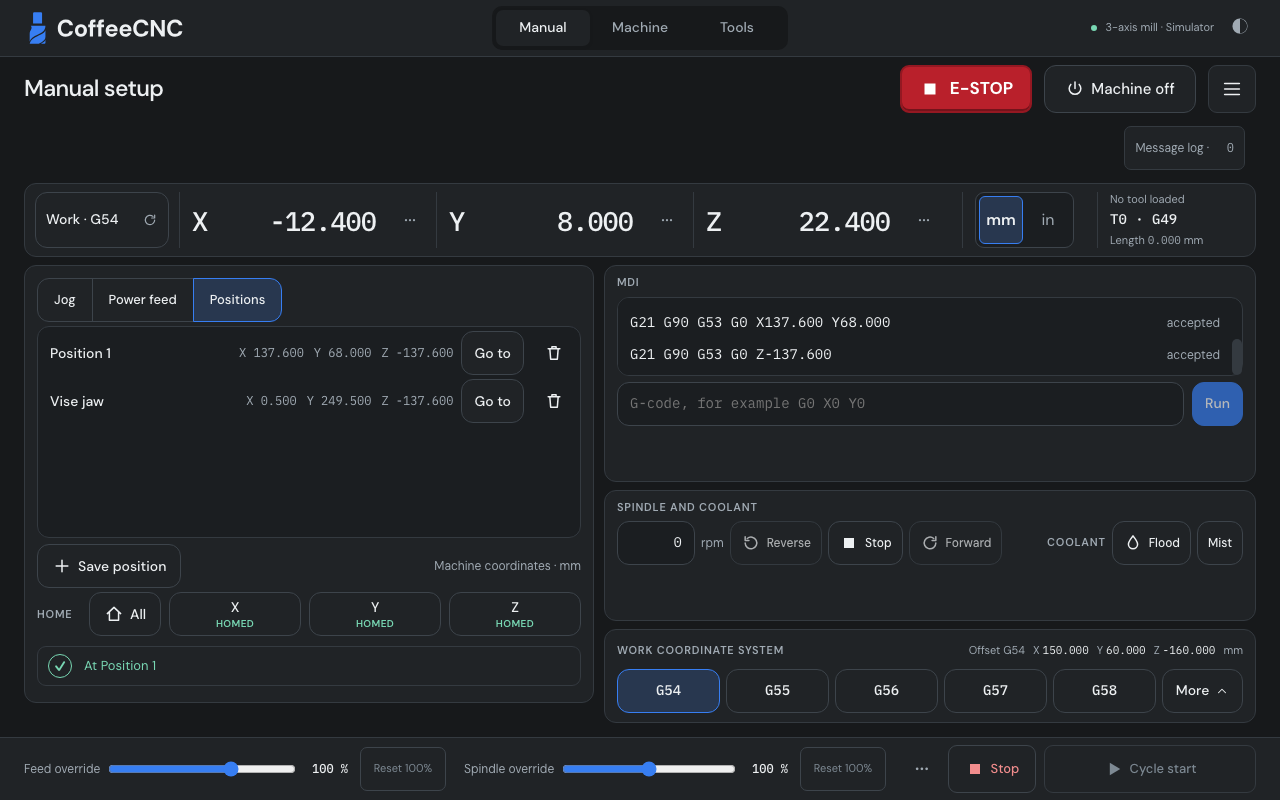 CoffeeCNC
Manual Machine Tools
3-axis mill · Simulator
Manual setup
E-STOP
Machine off
Message log · 0
Work · G54
X -12.400 ···
Y 8.000 ···
Z 22.400 ···
mm in
No tool loaded
T0 · G49
Length 0.000 mm
Jog Power feed Positions
Position 1 X 137.600 Y 68.000 Z -137.600 Go to
Vise jaw X 0.500 Y 249.500 Z -137.600 Go to
Save position
Machine coordinates · mm
HOME All
X HOMED
Y HOMED
Z HOMED
At Position 1
MDI
G21 G90 G53 G0 X137.600 Y68.000 accepted
G21 G90 G53 G0 Z-137.600 accepted
G-code, for example G0 X0 Y0
Run
SPINDLE AND COOLANT
0 rpm Reverse Stop Forward COOLANT Flood Mist
WORK COORDINATE SYSTEM
Offset G54 X 150.000 Y 60.000 Z -160.000 mm
G54 G55 G56 G57 G58 More
Feed override 100 % Reset 100%
Spindle override 100 % Reset 100%
···
Stop
Cycle start